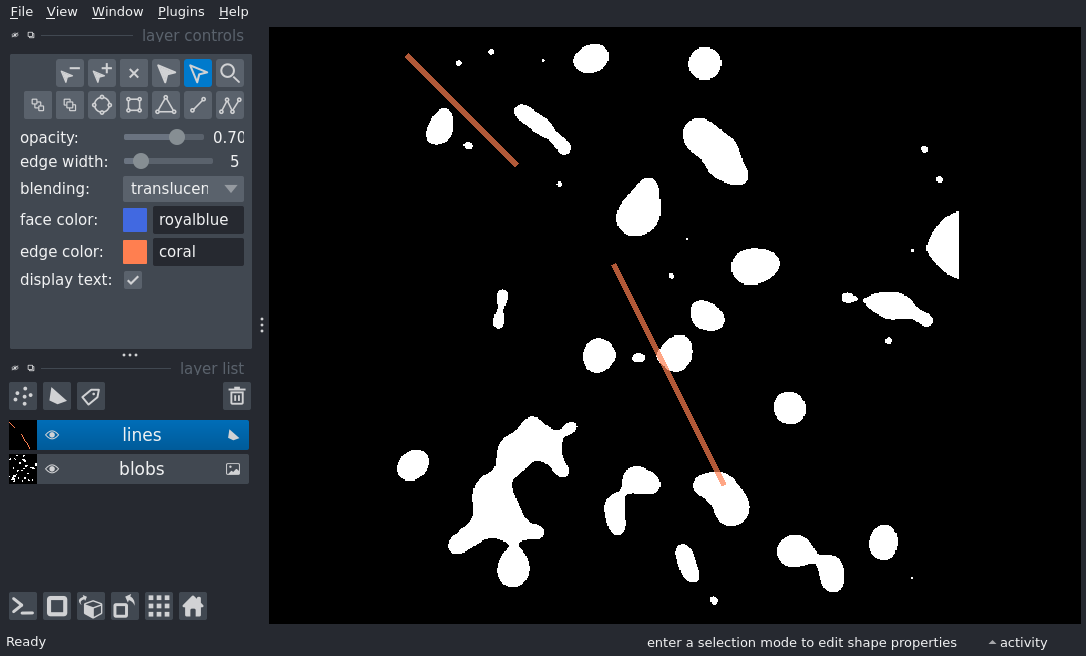 File View Window Plugins Help
layer controls
opacity: 0.70
edge width: 5
blending: translucen
face color: royalblue
edge color: coral
display text:
layer list
lines
blobs
Ready enter a selection mode to edit shape properties activity